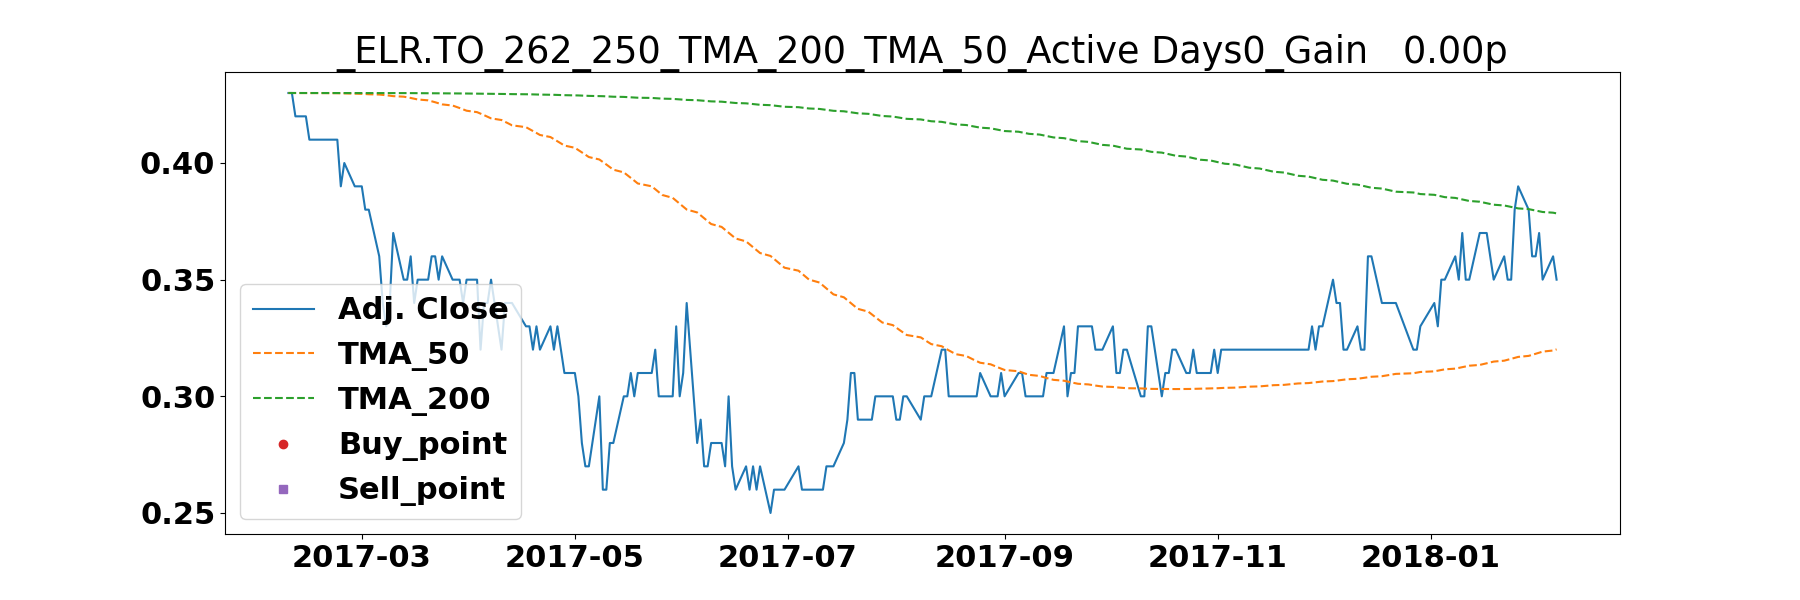 _ELR.TO_262_250_TMA_200_TMA_50_Active Days0_Gain   0.00p
0.40
0.35
0.30
0.25
Adj. Close
TMA_50
TMA_200
Buy_point
Sell_point
2017-03 2017-05 2017-07 2017-09 2017-11 2018-01